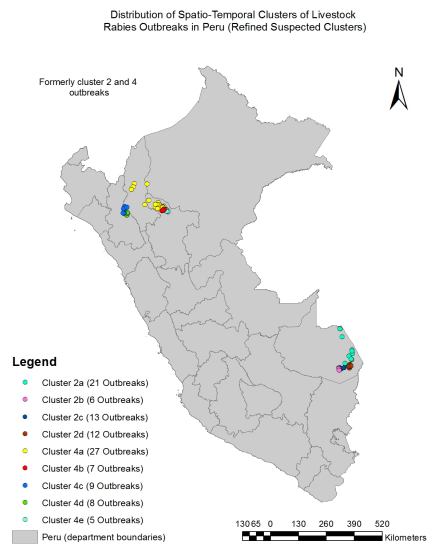 Distribution of Spatio-Temporal Clusters of Livestock
Rabies Outbreaks in Peru (Refined Suspected Clusters)
Formerly cluster 2 and 4
outbreaks
N
Legend
Cluster 2a (21 Outbreaks)
Cluster 2b (6 Outbreaks)
Cluster 2c (13 Outbreaks)
Cluster 2d (12 Outbreaks)
Cluster 4a (27 Outbreaks)
Cluster 4b (7 Outbreaks)
Cluster 4c (9 Outbreaks)
Cluster 4d (8 Outbreaks)
Cluster 4e (5 Outbreaks)
Peru (department boundaries)
13065 0 130 260 390 520
Kilometers